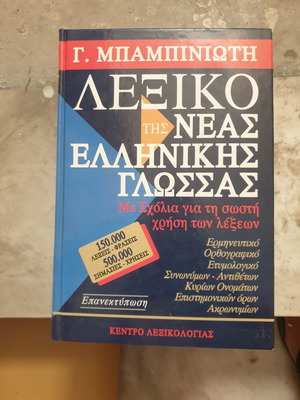 Γ. ΜΠΑΜΠΙΝΙΩΤΗ
ΛΕΞΙΚΟ
ΤΗΣ ΝΕΑΣ
ΕΛΛΗΝΙΚΗΣ
ΓΛΩΣΣΑΣ
Με Σχόλια για τη σωστή
χρήση των λέξεων
150.000
ΛΕΞΕΙΣ - ΦΡΑΣΕΙΣ
500.000
ΣΗΜΑΣΙΕΣ - ΧΡΗΣΕΙΣ
Ερμηνευτικό
Ορθογραφικό
Ετυμολογικό
Συνωνύμων - Αντιθέτων
Κυρίων Ονομάτων
Επιστημονικών όρων
Ακρωνυμίων
Επανεκτύπωση
ΚΕΝΤΡΟ ΛΕΞΙΚΟΛΟΓΙΑΣ